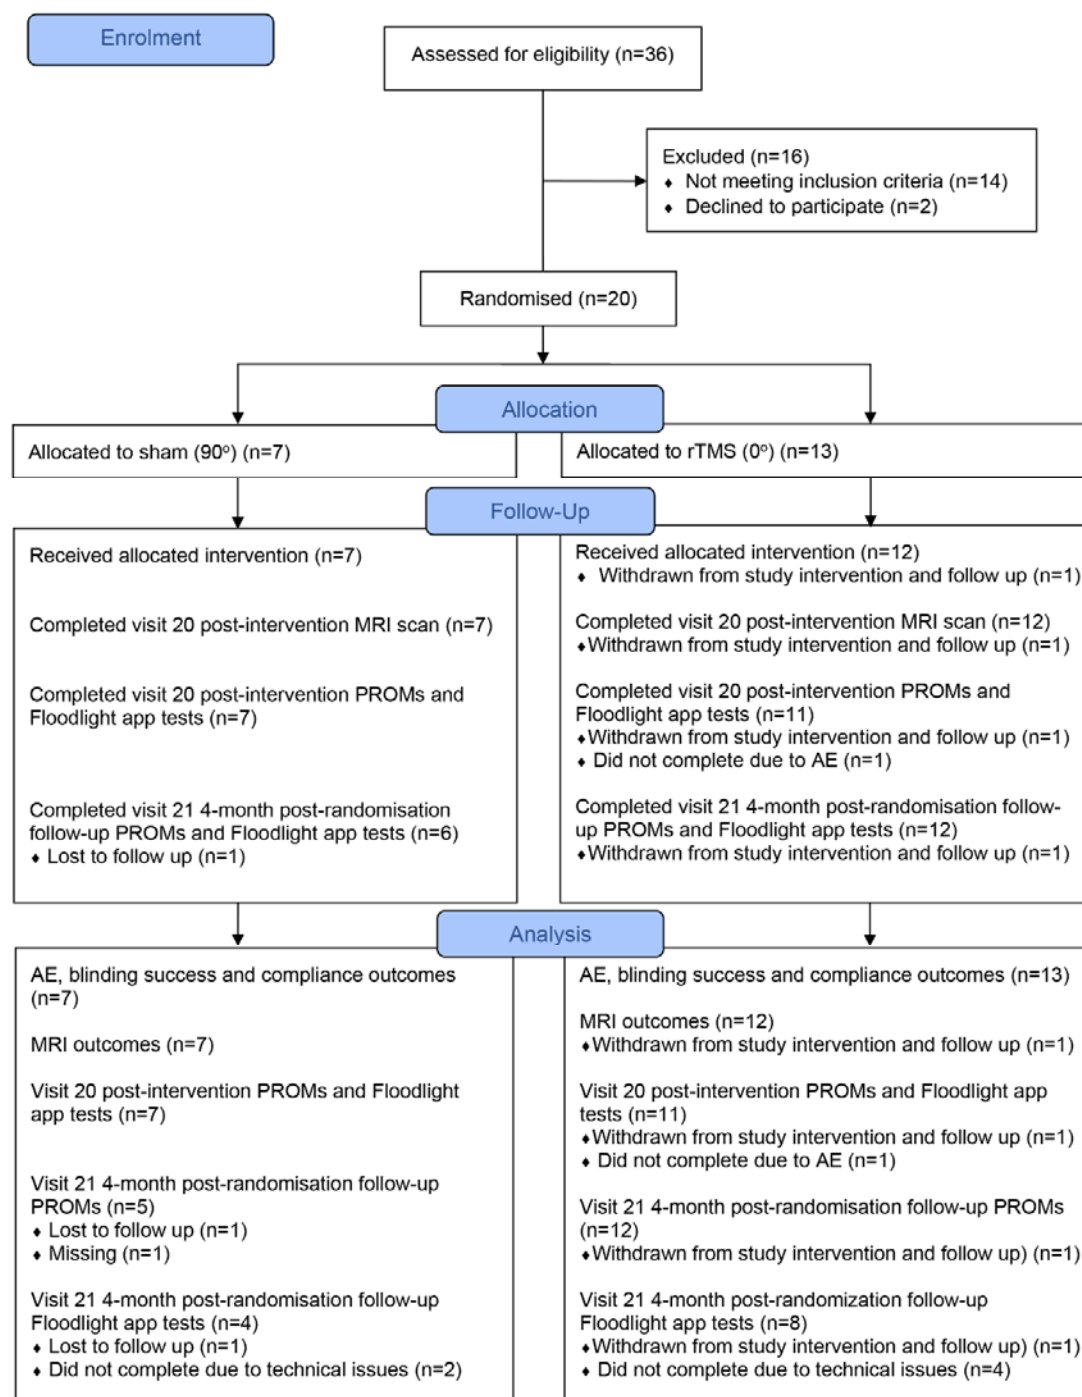 Enrolment
Assessed for eligibility (n=36)
Excluded (n=16)
♦ Not meeting inclusion criteria (n=14)
♦ Declined to participate (n=2)
Randomised (n=20)
Allocation
Allocated to sham (90º) (n=7)
Allocated to rTMS (0º) (n=13)
Follow-Up
Received allocated intervention (n=7)
Completed visit 20 post-intervention MRI scan (n=7)
Completed visit 20 post-intervention PROMs and
Floodlight app tests (n=7)
Completed visit 21 4-month post-randomisation
follow-up PROMs and Floodlight app tests (n=6)
♦ Lost to follow up (n=1)
Received allocated intervention (n=12)
♦ Withdrawn from study intervention and follow up (n=1)
Completed visit 20 post-intervention MRI scan (n=12)
♦Withdrawn from study intervention and follow up (n=1)
Completed visit 20 post-intervention PROMs and
Floodlight app tests (n=11)
♦Withdrawn from study intervention and follow up (n=1)
♦ Did not complete due to AE (n=1)
Completed visit 21 4-month post-randomisation follow-
up PROMs and Floodlight app tests (n=12)
♦Withdrawn from study intervention and follow up (n=1)
Analysis
AE, blinding success and compliance outcomes
(n=7)
MRI outcomes (n=7)
Visit 20 post-intervention PROMs and Floodlight
app tests (n=7)
Visit 21 4-month post-randomisation follow-up
PROMs (n=5)
♦ Lost to follow up (n=1)
♦ Missing (n=1)
Visit 21 4-month post-randomisation follow-up
Floodlight app tests (n=4)
♦ Lost to follow up (n=1)
♦ Did not complete due to technical issues (n=2)
AE, blinding success and compliance outcomes (n=13)
MRI outcomes (n=12)
♦Withdrawn from study intervention and follow up (n=1)
Visit 20 post-intervention PROMs and Floodlight app
tests (n=11)
♦Withdrawn from study intervention and follow up (n=1)
♦ Did not complete due to AE (n=1)
Visit 21 4-month post-randomisation follow-up PROMs
(n=12)
♦Withdrawn from study intervention and follow up) (n=1)
Visit 21 4-month post-randomization follow-up
Floodlight app tests (n=8)
♦Withdrawn from study intervention and follow up) (n=1)
♦ Did not complete due to technical issues (n=4)